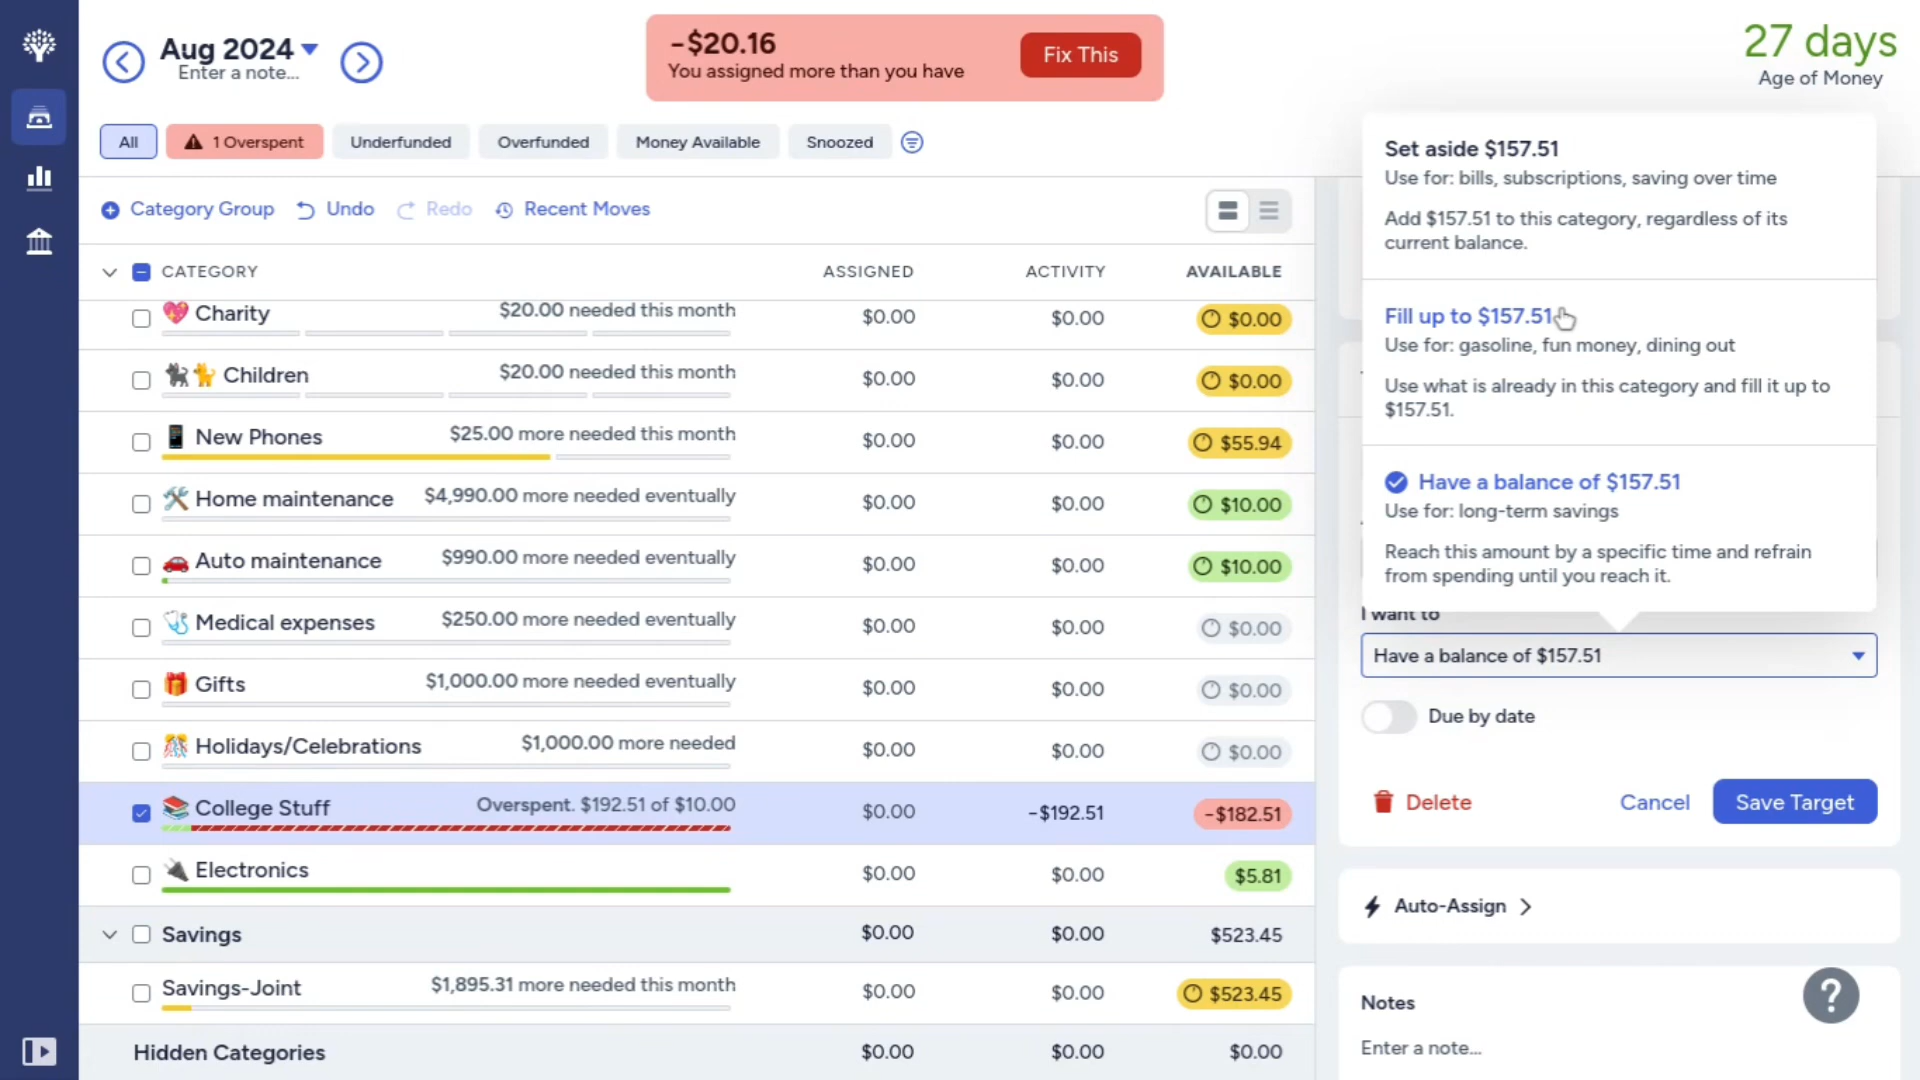 Aug 2024
Enter a note...
-$20.16
You assigned more than you have
Fix This
27 days
Age of Money
All
1 Overspent
Underfunded
Overfunded
Money Available
Snoozed
Category Group
Undo
Redo
Recent Moves
CATEGORY ASSIGNED ACTIVITY AVAILABLE
Charity $20.00 needed this month $0.00 $0.00 $0.00
Children $20.00 needed this month $0.00 $0.00 $0.00
New Phones $25.00 more needed this month $0.00 $0.00 $55.94
Home maintenance $4,990.00 more needed eventually $0.00 $0.00 $10.00
Auto maintenance $990.00 more needed eventually $0.00 $0.00 $10.00
Medical expenses $250.00 more needed eventually $0.00 $0.00 $0.00
Gifts $1,000.00 more needed eventually $0.00 $0.00 $0.00
Holidays/Celebrations $1,000.00 more needed $0.00 $0.00 $0.00
College Stuff Overspent. $192.51 of $10.00 $0.00 -$192.51 -$182.51
Electronics $0.00 $0.00 $5.81
Savings $0.00 $0.00 $523.45
Savings-Joint $1,895.31 more needed this month $0.00 $0.00 $523.45
Hidden Categories $0.00 $0.00 $0.00
Set aside $157.51
Use for: bills, subscriptions, saving over time
Add $157.51 to this category, regardless of its
current balance.
Fill up to $157.51
Use for: gasoline, fun money, dining out
Use what is already in this category and fill it up to
$157.51.
Have a balance of $157.51
Use for: long-term savings
Reach this amount by a specific time and refrain
from spending until you reach it.
I want to
Have a balance of $157.51
Due by date
Delete
Cancel
Save Target
Auto-Assign
Notes
?
Enter a note...